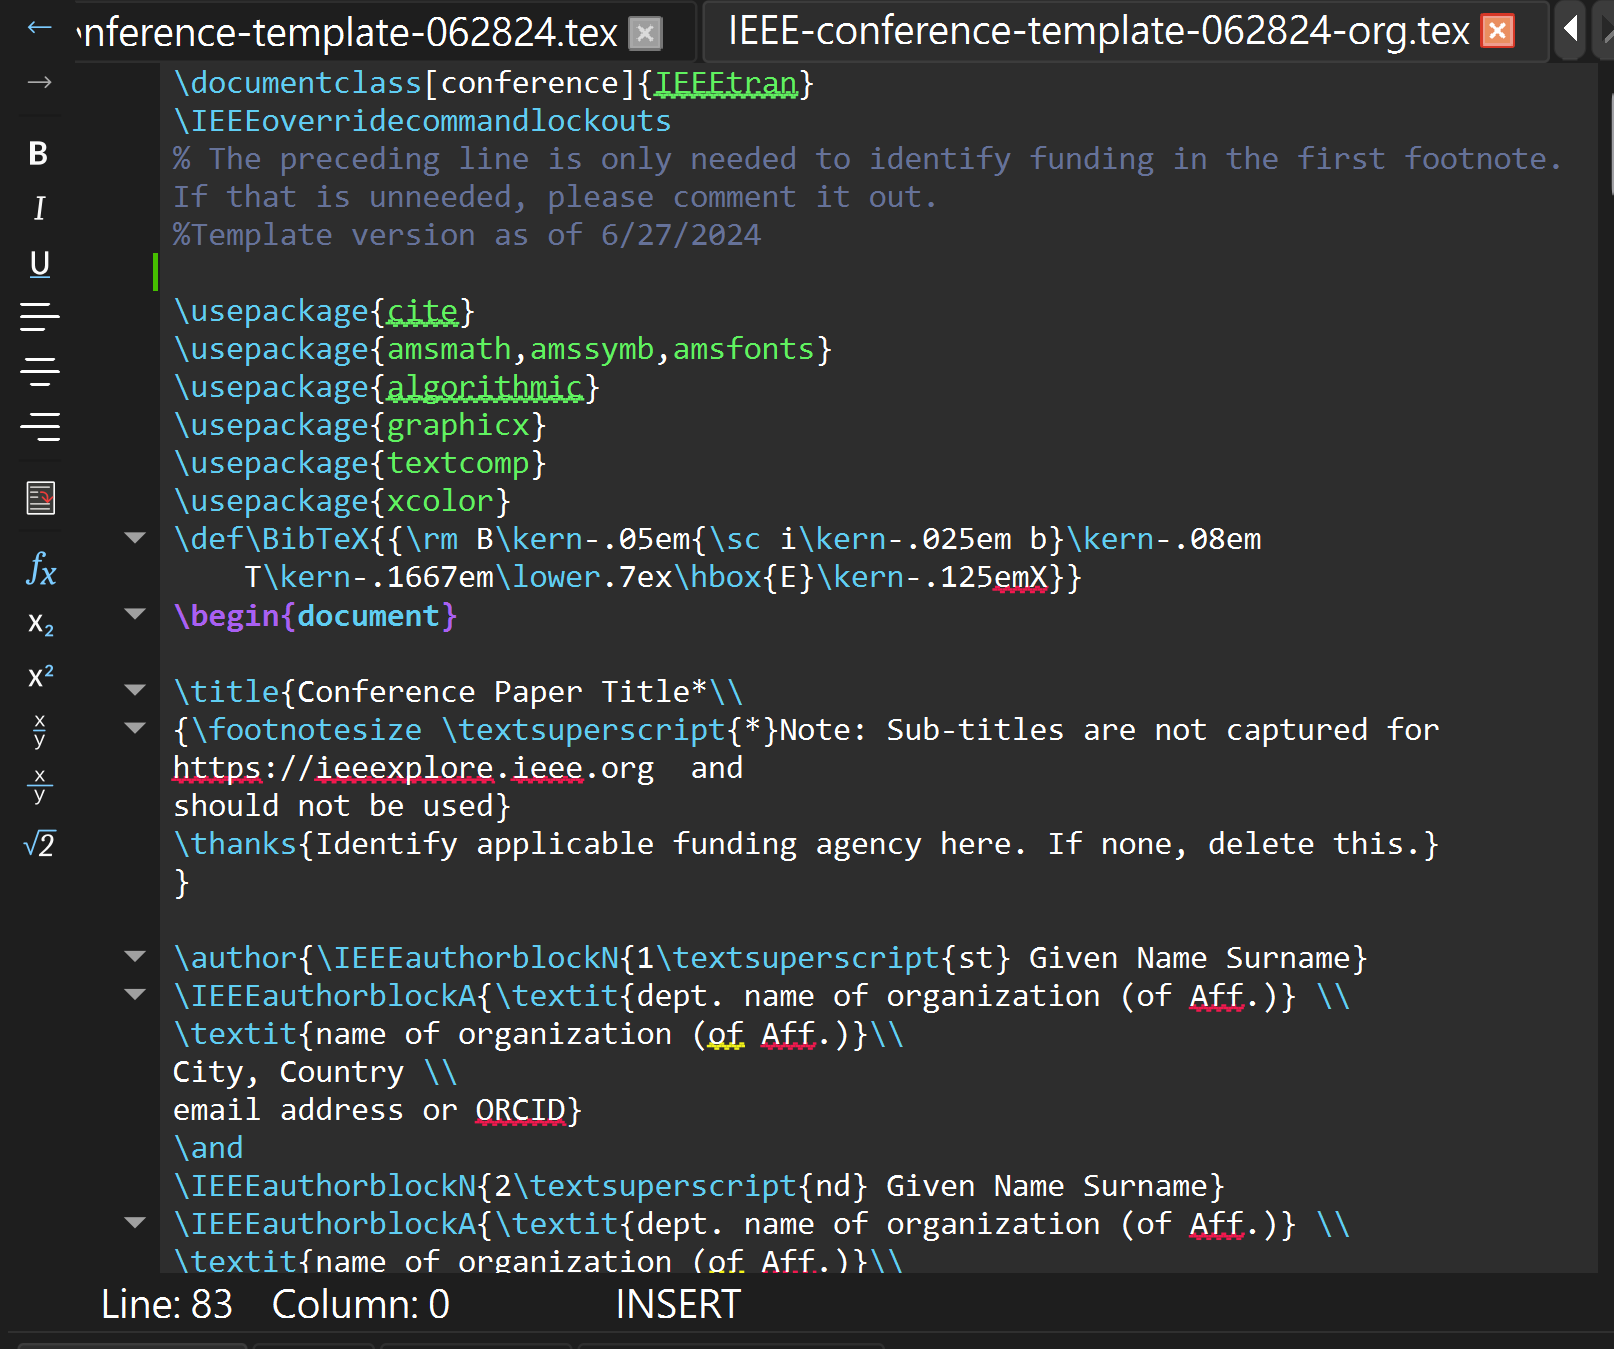 nference-template-062824.tex
IEEE-conference-template-062824-org.tex
\documentclass[conference]{IEEEtran}
\IEEEoverridecommandlockouts
% The preceding line is only needed to identify funding in the first footnote.
If that is unneeded, please comment it out.
%Template version as of 6/27/2024
\usepackage{cite}
\usepackage{amsmath,amssymb,amsfonts}
\usepackage{algorithmic}
\usepackage{graphicx}
\usepackage{textcomp}
\usepackage{xcolor}
\def\BibTeX{{\rm B\kern-.05em{\sc i\kern-.025em b}\kern-.08em
    T\kern-.1667em\lower.7ex\hbox{E}\kern-.125emX}}
\begin{document}
\title{Conference Paper Title*\\
{\footnotesize \textsuperscript{*}Note: Sub-titles are not captured for
https://ieeexplore.ieee.org  and
should not be used}
\thanks{Identify applicable funding agency here. If none, delete this.}
}
\author{\IEEEauthorblockN{1\textsuperscript{st} Given Name Surname}
\IEEEauthorblockA{\textit{dept. name of organization (of Aff.)} \\
\textit{name of organization (of Aff.)}\\
City, Country \\
email address or ORCID}
\and
\IEEEauthorblockN{2\textsuperscript{nd} Given Name Surname}
\IEEEauthorblockA{\textit{dept. name of organization (of Aff.)} \\
\textit{name of organization (of Aff.)}\\
B
I
U
fx
x2
x2
x
y
x
y
√2
Line: 83 Column: 0 INSERT